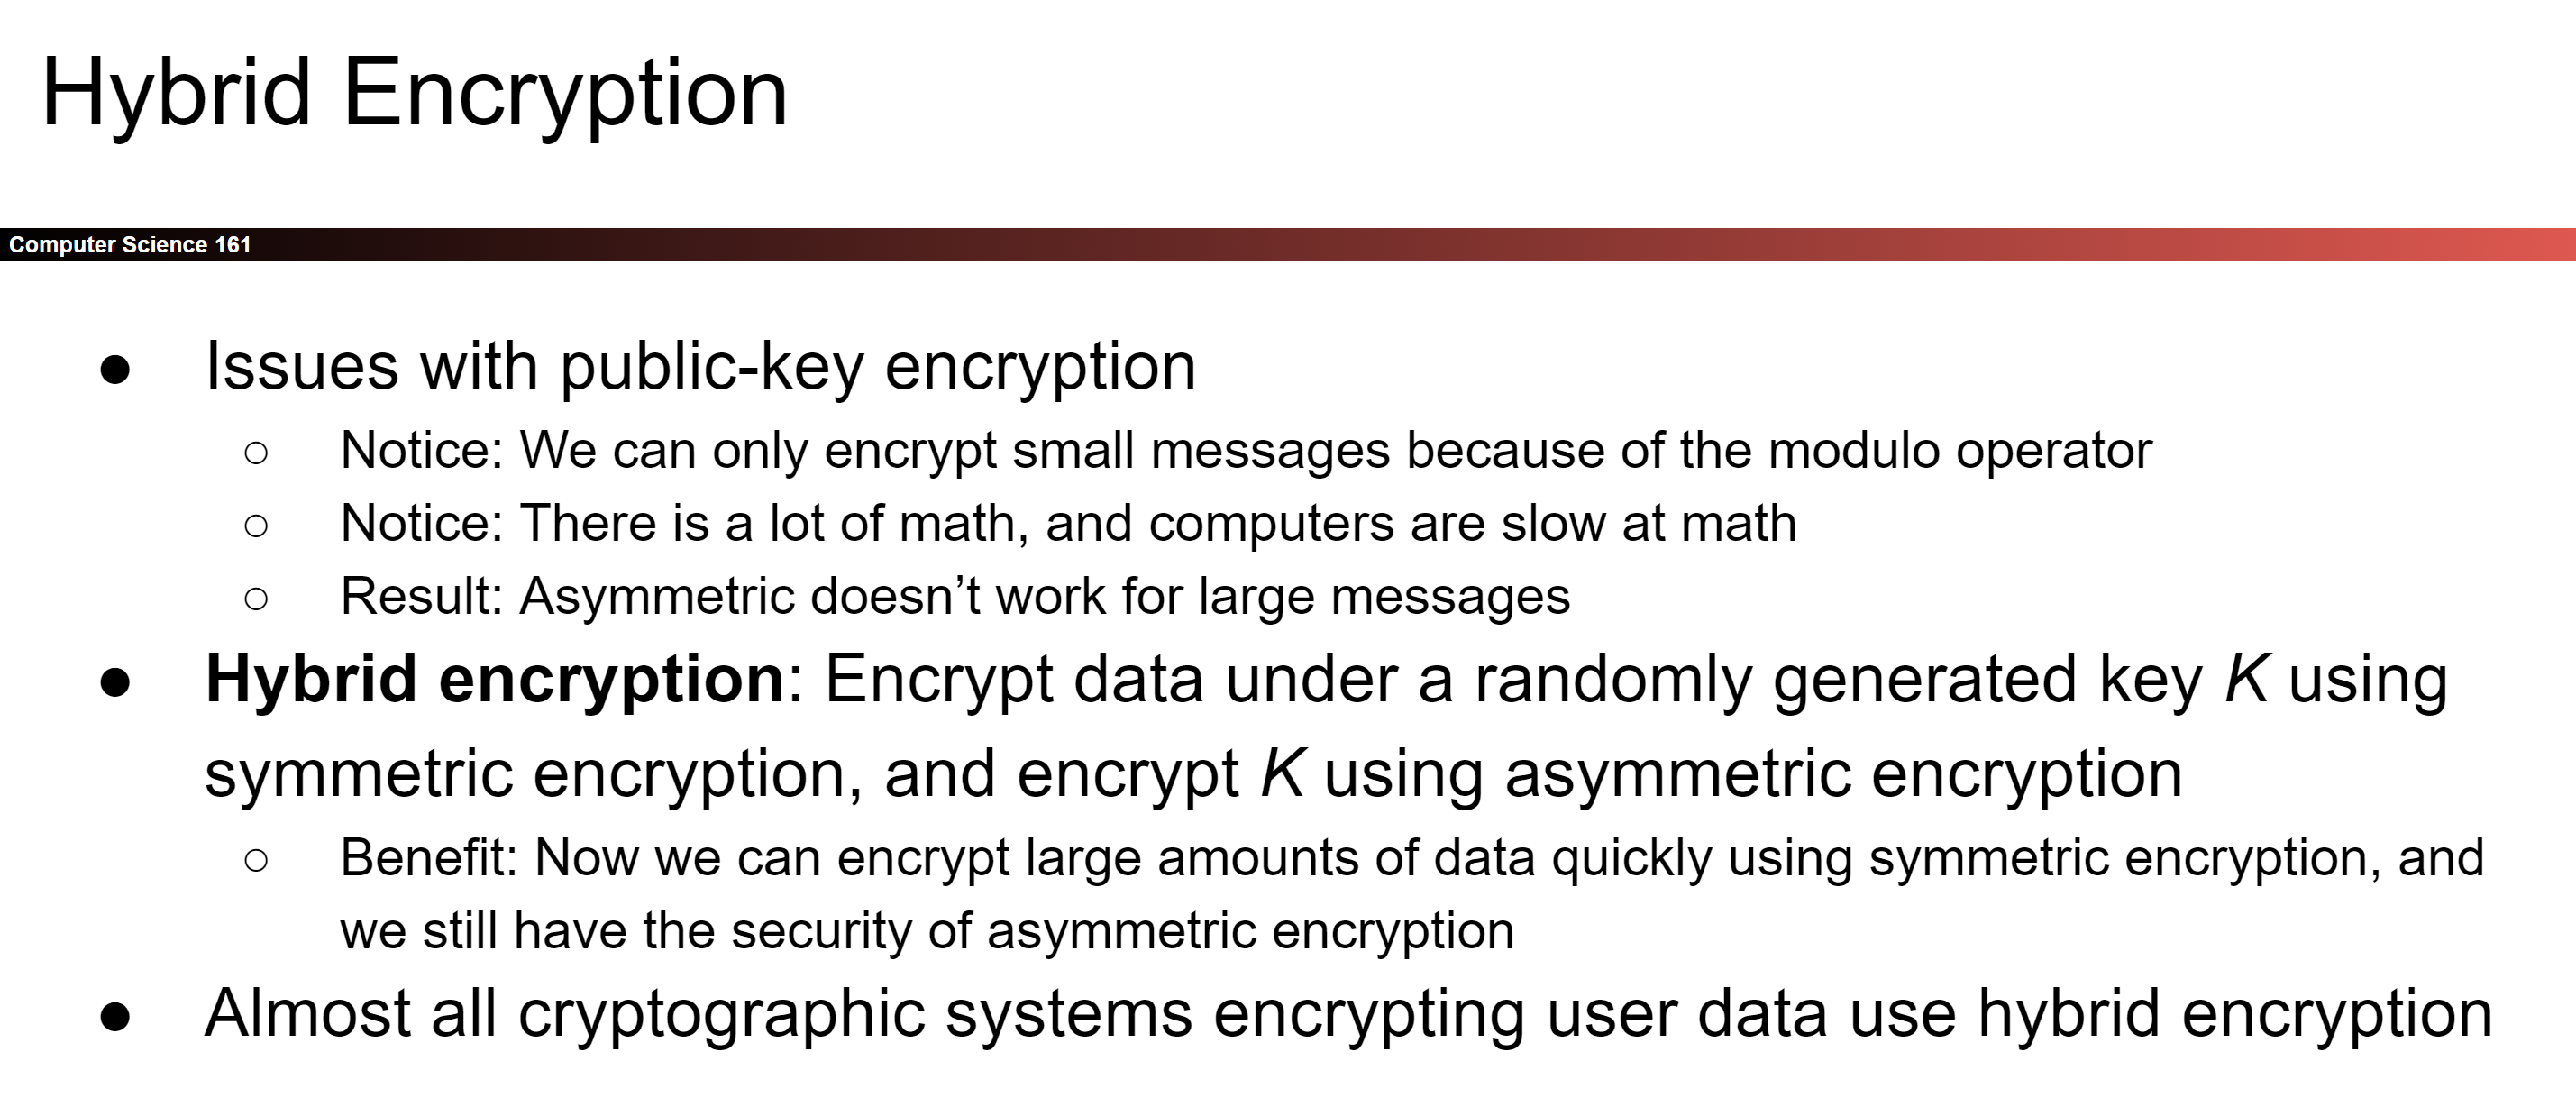 Hybrid Encryption
Computer Science 161
● Issues with public-key encryption
○ Notice: We can only encrypt small messages because of the modulo operator
○ Notice: There is a lot of math, and computers are slow at math
○ Result: Asymmetric doesn’t work for large messages
● Hybrid encryption: Encrypt data under a randomly generated key K using
symmetric encryption, and encrypt K using asymmetric encryption
○ Benefit: Now we can encrypt large amounts of data quickly using symmetric encryption, and
we still have the security of asymmetric encryption
● Almost all cryptographic systems encrypting user data use hybrid encryption